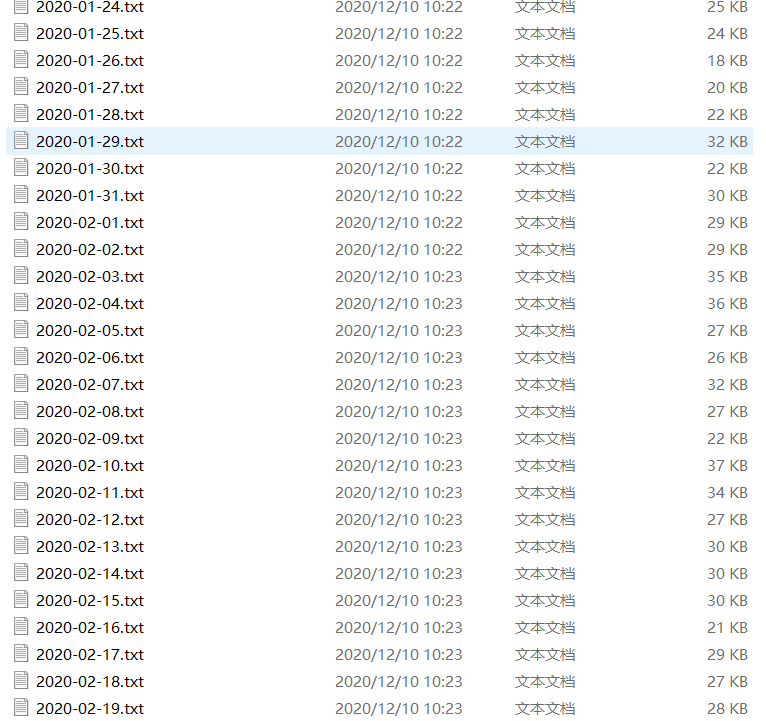 2020-01-24.txt 2020/12/10 10:22 文本文档 25 KB
2020-01-25.txt 2020/12/10 10:22 文本文档 24 KB
2020-01-26.txt 2020/12/10 10:22 文本文档 18 KB
2020-01-27.txt 2020/12/10 10:22 文本文档 20 KB
2020-01-28.txt 2020/12/10 10:22 文本文档 22 KB
2020-01-29.txt 2020/12/10 10:22 文本文档 32 KB
2020-01-30.txt 2020/12/10 10:22 文本文档 22 KB
2020-01-31.txt 2020/12/10 10:22 文本文档 30 KB
2020-02-01.txt 2020/12/10 10:22 文本文档 29 KB
2020-02-02.txt 2020/12/10 10:22 文本文档 29 KB
2020-02-03.txt 2020/12/10 10:23 文本文档 35 KB
2020-02-04.txt 2020/12/10 10:23 文本文档 36 KB
2020-02-05.txt 2020/12/10 10:23 文本文档 27 KB
2020-02-06.txt 2020/12/10 10:23 文本文档 26 KB
2020-02-07.txt 2020/12/10 10:23 文本文档 32 KB
2020-02-08.txt 2020/12/10 10:23 文本文档 27 KB
2020-02-09.txt 2020/12/10 10:23 文本文档 22 KB
2020-02-10.txt 2020/12/10 10:23 文本文档 37 KB
2020-02-11.txt 2020/12/10 10:23 文本文档 34 KB
2020-02-12.txt 2020/12/10 10:23 文本文档 27 KB
2020-02-13.txt 2020/12/10 10:23 文本文档 30 KB
2020-02-14.txt 2020/12/10 10:23 文本文档 30 KB
2020-02-15.txt 2020/12/10 10:23 文本文档 30 KB
2020-02-16.txt 2020/12/10 10:23 文本文档 21 KB
2020-02-17.txt 2020/12/10 10:23 文本文档 29 KB
2020-02-18.txt 2020/12/10 10:23 文本文档 27 KB
2020-02-19.txt 2020/12/10 10:23 文本文档 28 KB